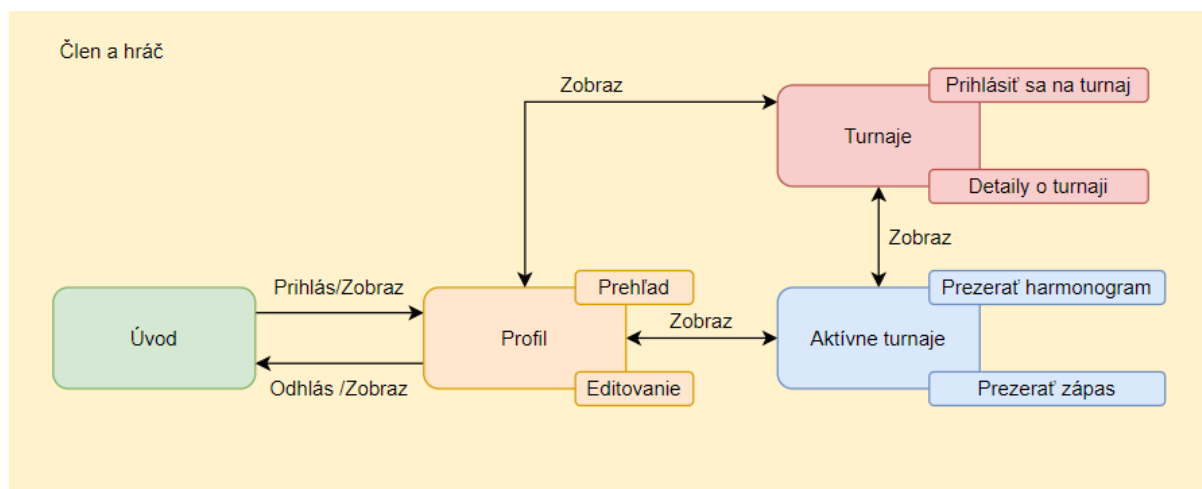 Člen a hráč
Zobraz
Prihlásiť sa na turnaj
Turnaje
Detaily o turnaji
Zobraz
Prihlás/Zobraz
Prehľad
Prezerať harmonogram
Úvod
Profil
Zobraz
Aktívne turnaje
Odhlás /Zobraz
Editovanie
Prezerať zápas